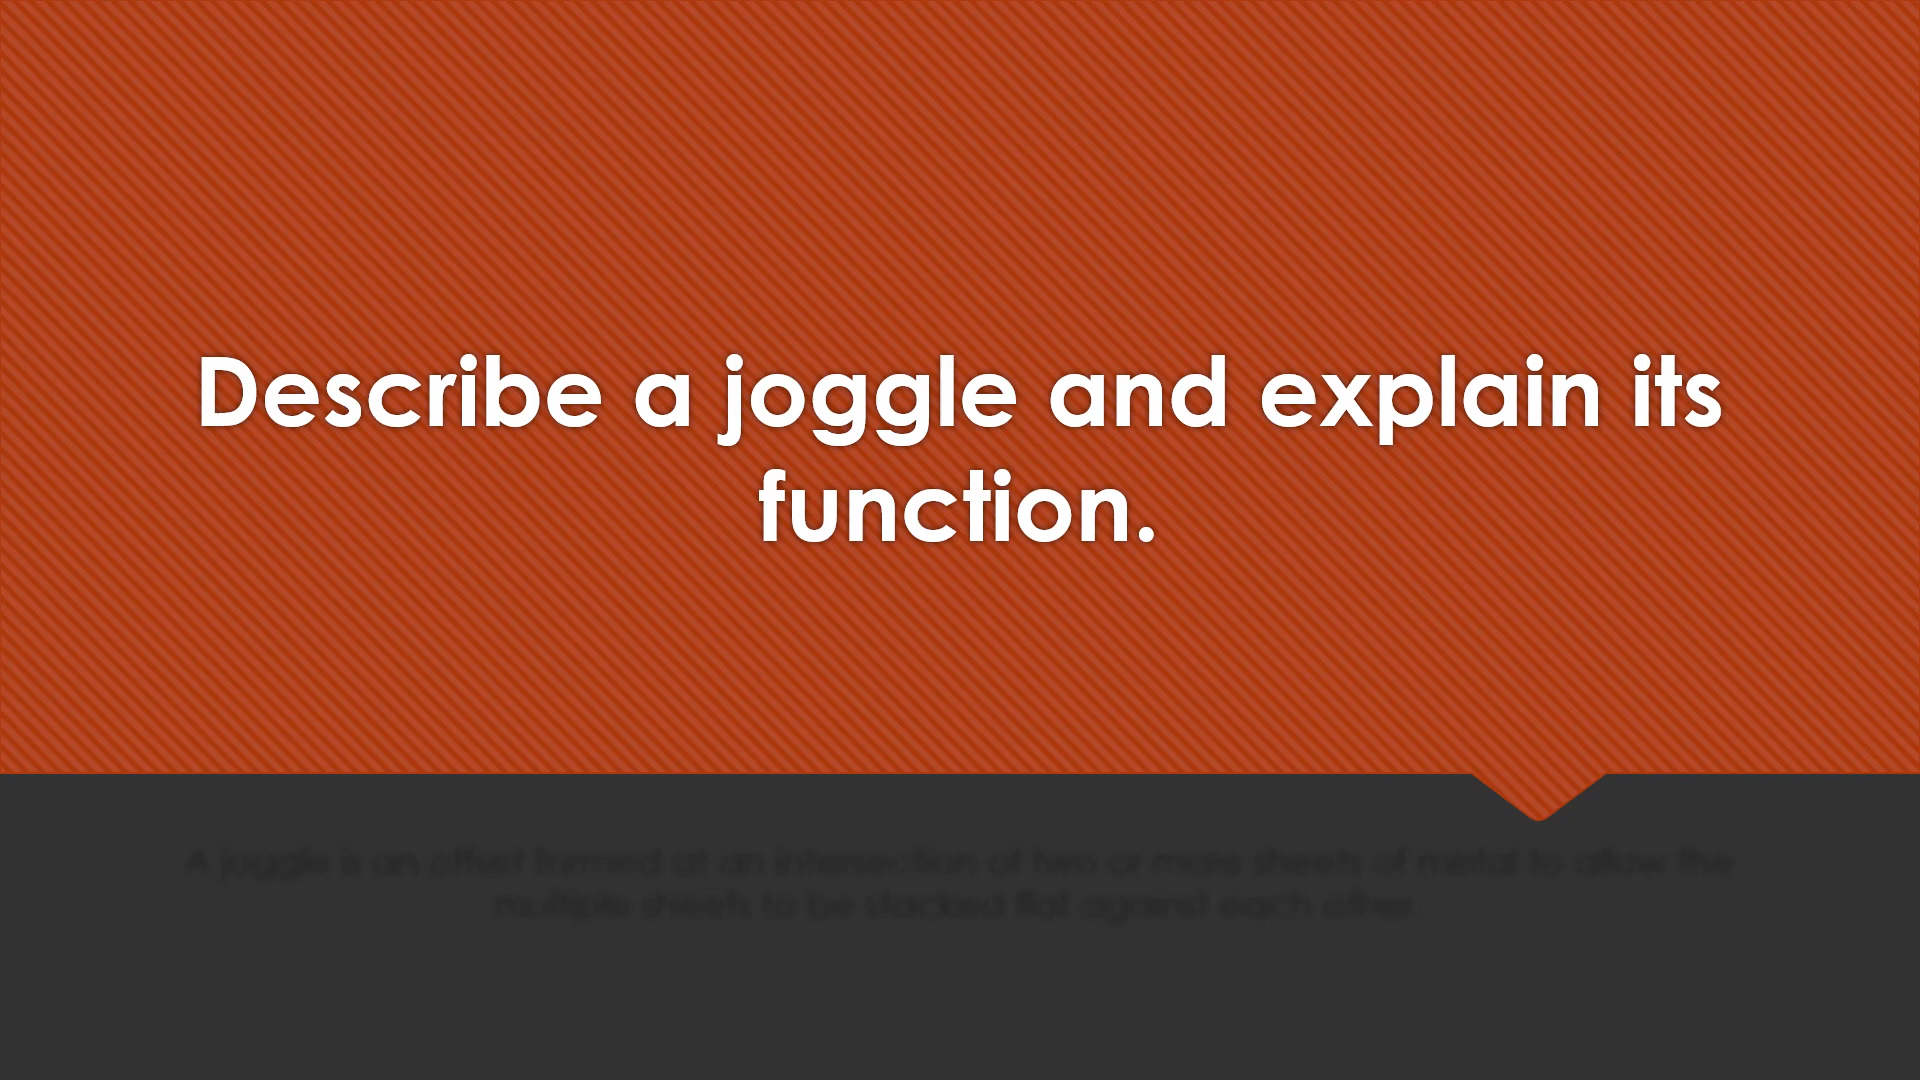 Describe a joggle and explain its
function.
A joggle is an offset formed at an intersection of two or more sheets of metal to allow the
multiple sheets to be stacked flat against each other.